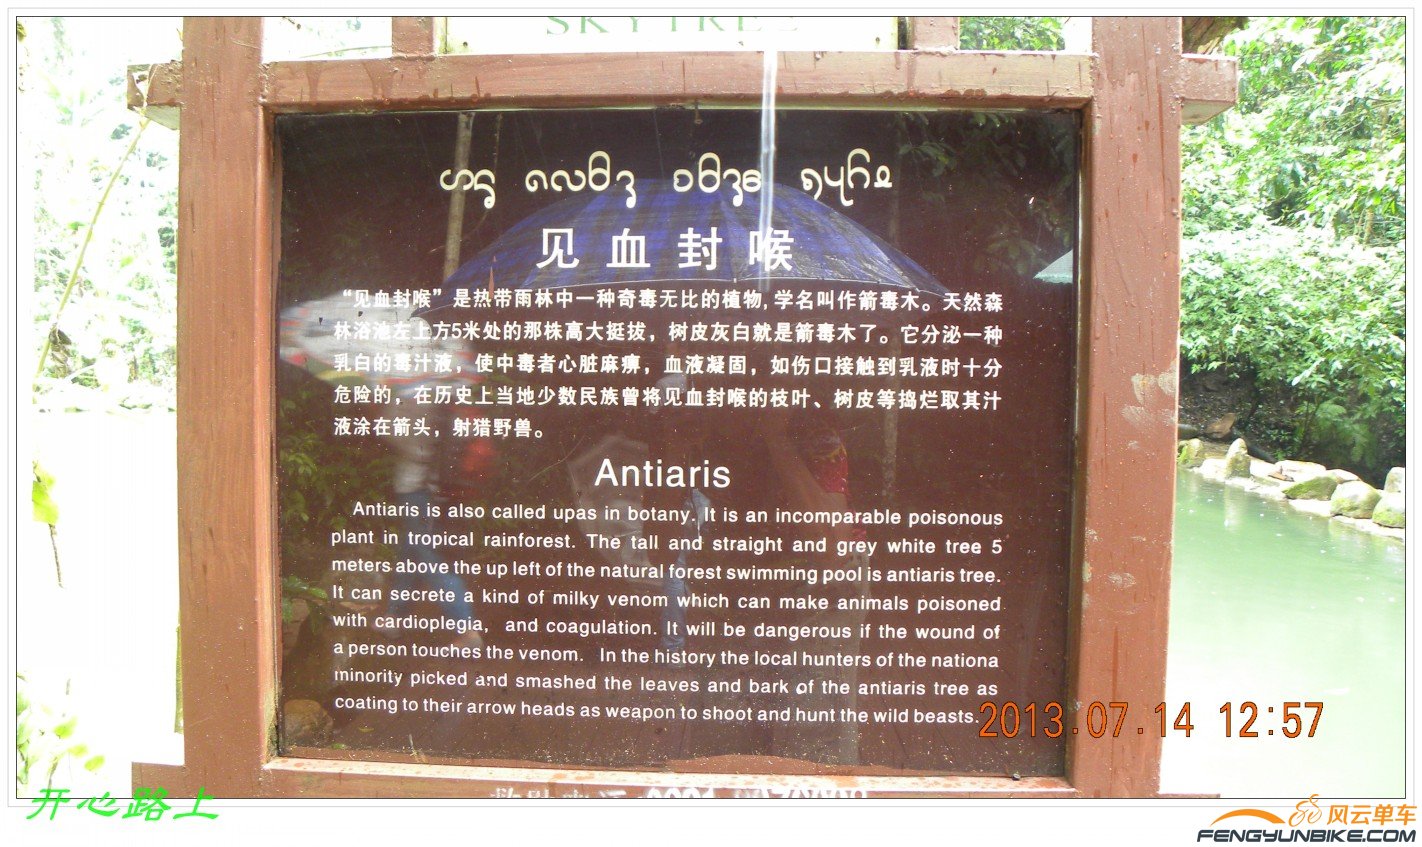 SKYTREE
见血封喉
“见血封喉”是热带雨林中一种奇毒无比的植物,学名叫作箭毒木。天然森
林浴池左上方5米处的那株高大挺拔，树皮灰白就是箭毒木了。它分泌一种
乳白的毒汁液，使中毒者心脏麻痹，血液凝固，如伤口接触到乳液时十分
危险的，在历史上当地少数民族曾将见血封喉的枝叶、树皮等捣烂取其汁
液涂在箭头，射猎野兽。
Antiaris
Antiaris is also called upas in botany. It is an incomparable poisonous
plant in tropical rainforest. The tall and straight and grey white tree 5
meters above the up left of the natural forest swimming pool is antiaris tree.
It can secrete a kind of milky venom which can make animals poisoned
with cardioplegia, and coagulation. It will be dangerous if the wound of
a person touches the venom. In the history the local hunters of the nationa
minority picked and smashed the leaves and bark of the antiaris tree as
coating to their arrow heads as weapon to shoot and hunt the wild beasts.
2013.07.14 12:57
开心路上
风云单车
FENGYUNBIKE.COM